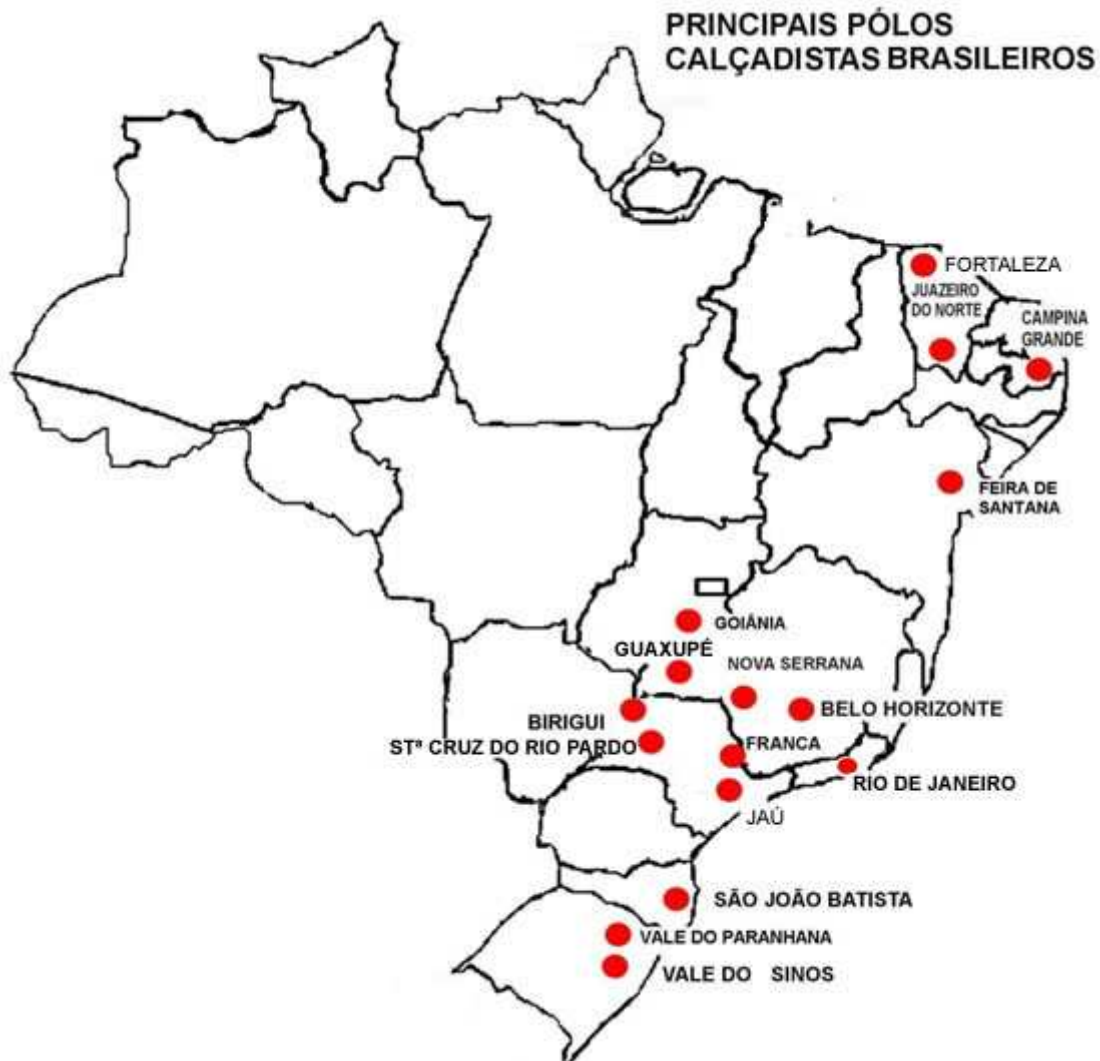 PRINCIPAIS PÓLOS
CALÇADISTAS BRASILEIROS
FORTALEZA
JUAZEIRO
DO NORTE
CAMPINA
GRANDE
FEIRA DE
SANTANA
GOIÂNIA
GUAXUPÉ
NOVA SERRANA
BELO HORIZONTE
BIRIGUI
STª CRUZ DO RIO PARDO
FRANCA
RIO DE JANEIRO
JAÚ
SÃO JOÃO BATISTA
VALE DO PARANHANA
VALE DO SINOS